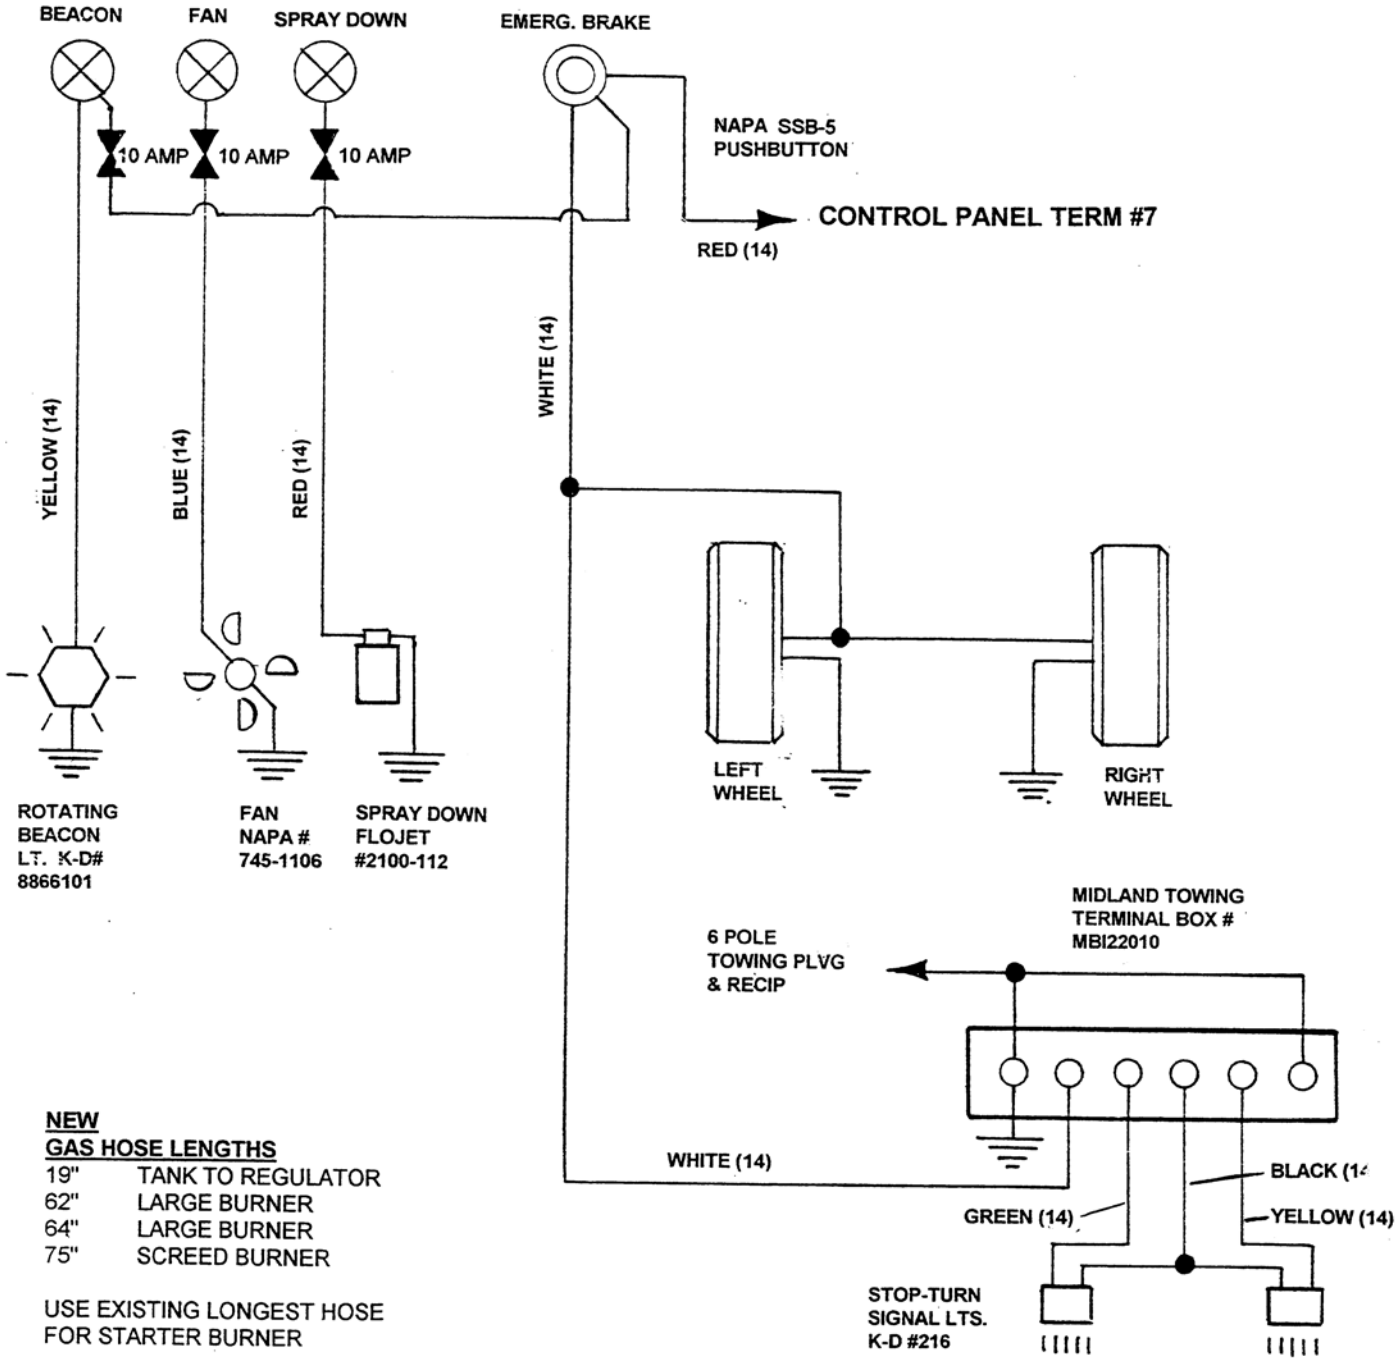 BEACON
FAN
SPRAY DOWN
EMERG. BRAKE
10 AMP
10 AMP
10 AMP
NAPA SSB-5
PUSHBUTTON
CONTROL PANEL TERM #7
RED (14)
YELLOW (14)
BLUE (14)
RED (14)
WHITE (14)
LEFT
WHEEL
RIGHT
WHEEL
ROTATING
BEACON
LT. K-D#
8866101
FAN
NAPA #
745-1106
SPRAY DOWN
FLOJET
#2100-112
MIDLAND TOWING
TERMINAL BOX #
MBI22010
6 POLE
TOWING PLVG
& RECIP
WHITE (14)
BLACK (14
GREEN (14)
YELLOW (14)
STOP-TURN
SIGNAL LTS.
K-D #216
NEW
GAS HOSE LENGTHS
19" TANK TO REGULATOR
62" LARGE BURNER
64" LARGE BURNER
75" SCREED BURNER
USE EXISTING LONGEST HOSE
FOR STARTER BURNER